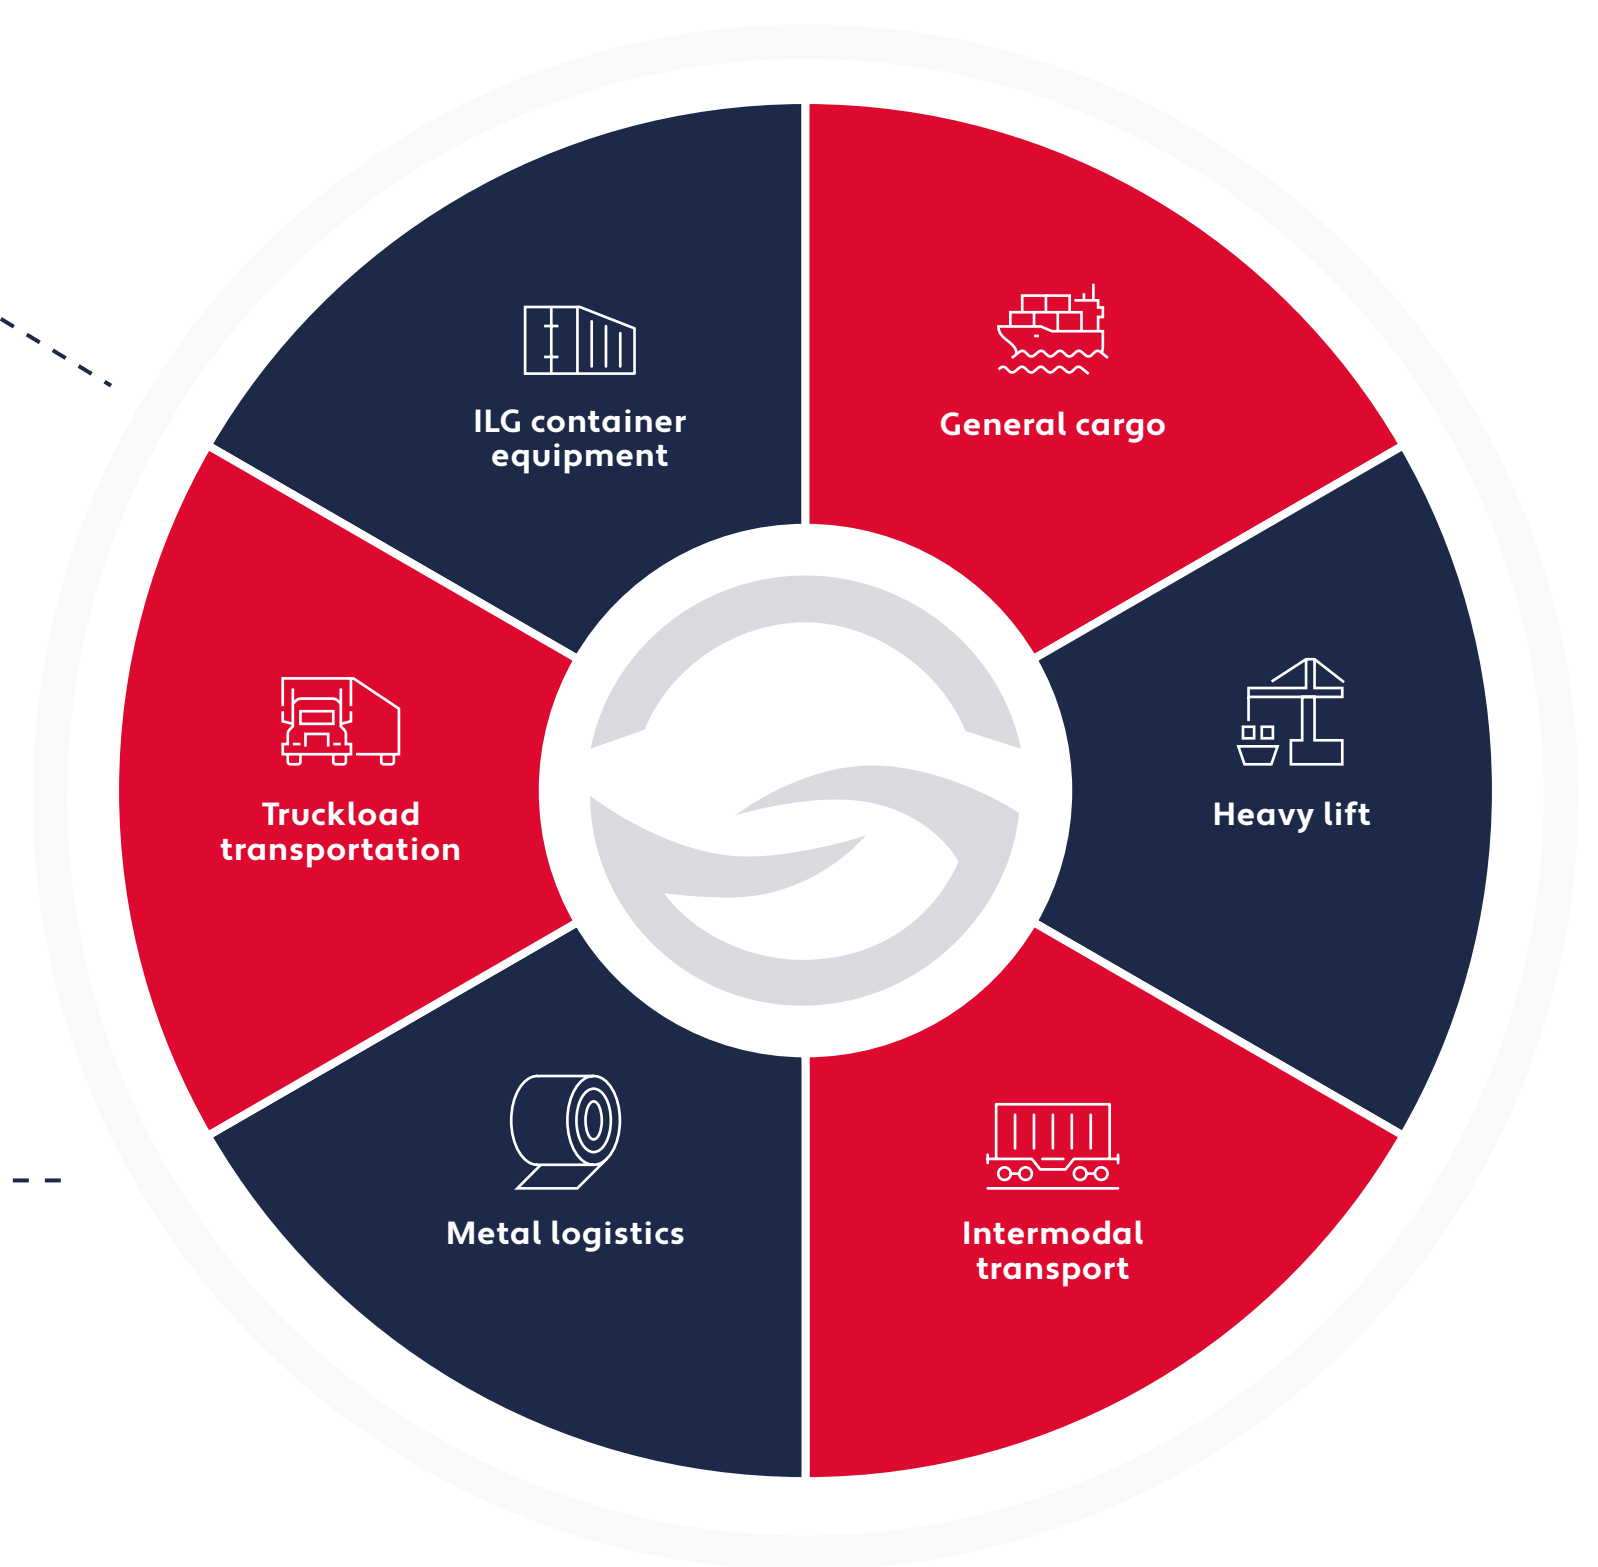 ILG container
equipment
General cargo
Truckload
transportation
Heavy lift
Metal logistics
Intermodal
transport